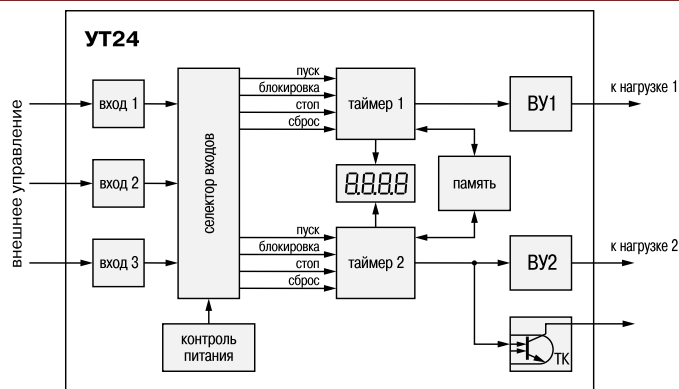 УТ24
внешнее управление
вход 1
вход 2
вход 3
селектор входов
контроль
питания
пуск
блокировка
стоп
сброс
таймер 1
8.8.8.8
память
пуск
блокировка
стоп
сброс
таймер 2
ВУ1
к нагрузке 1
ВУ2
к нагрузке 2
ТК